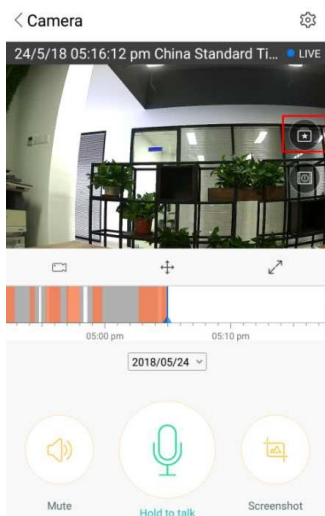 Camera
24/5/18 05:16:12 pm China Standard Ti... LIVE
05:00 pm 05:10 pm
2018/05/24
Mute
Hold to talk
Screenshot